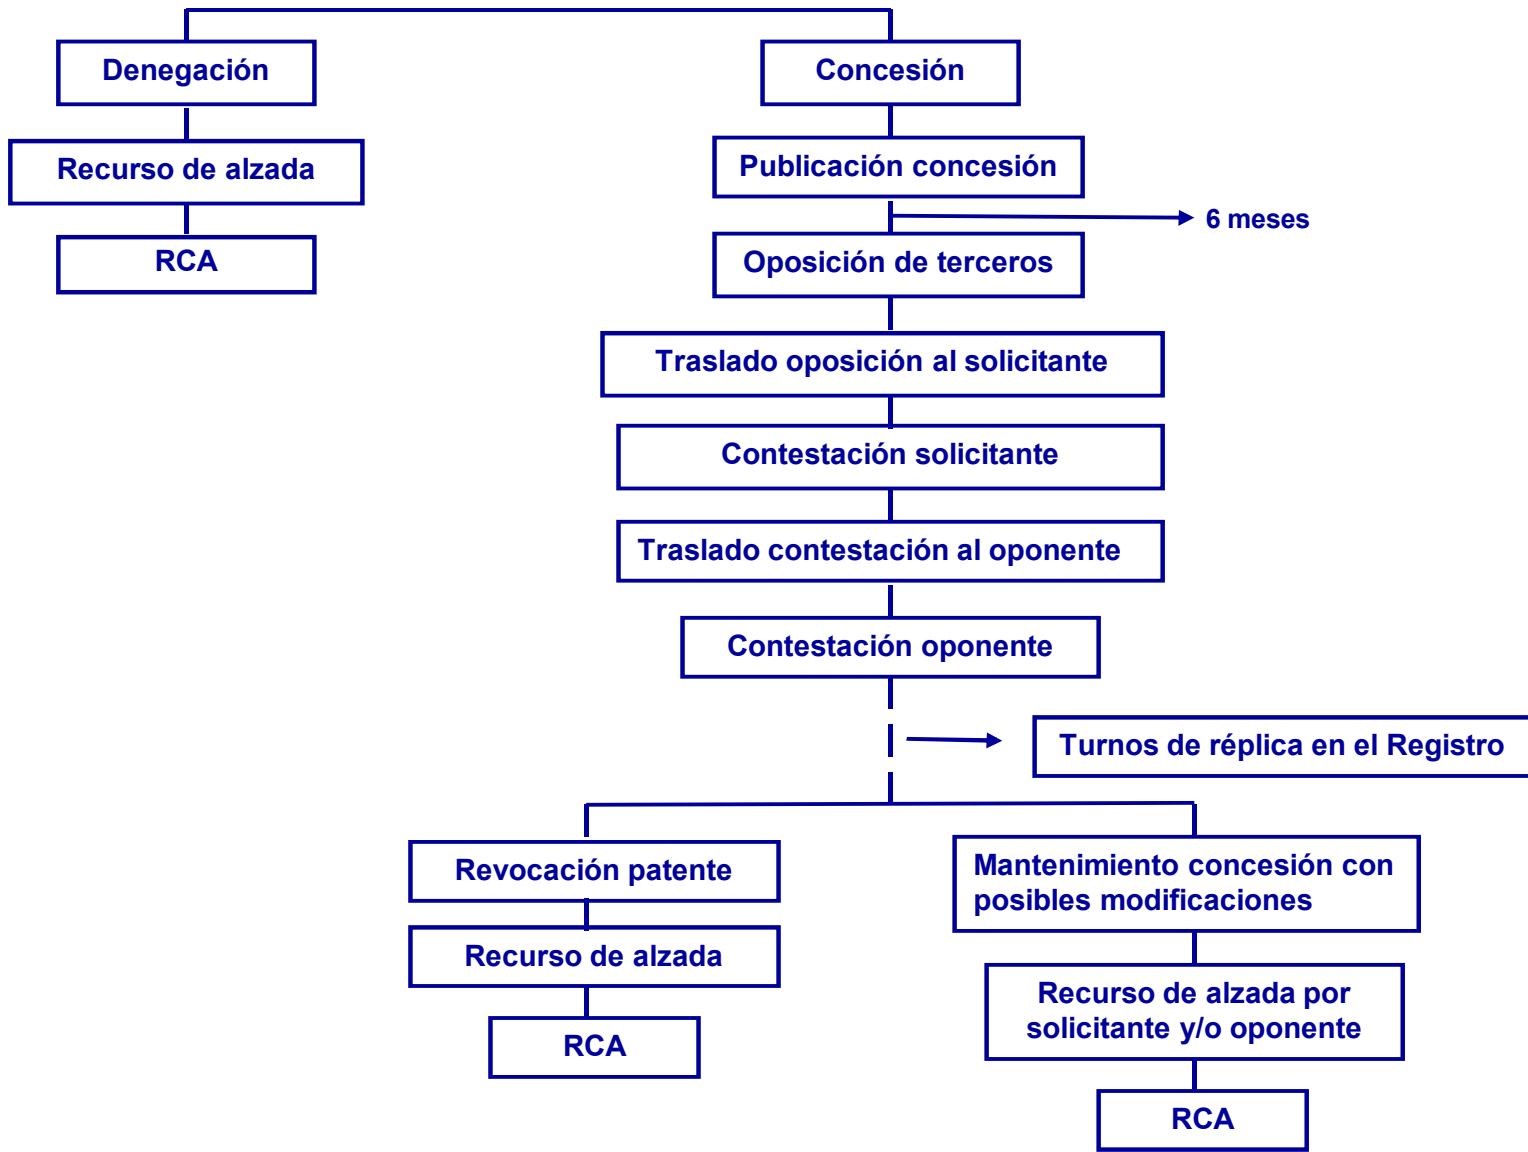 Denegación
Concesión
Recurso de alzada
Publicación concesión
6 meses
RCA
Oposición de terceros
Traslado oposición al solicitante
Contestación solicitante
Traslado contestación al oponente
Contestación oponente
Turnos de réplica en el Registro
Revocación patente
Mantenimiento concesión con
posibles modificaciones
Recurso de alzada
Recurso de alzada por
solicitante y/o oponente
RCA
RCA